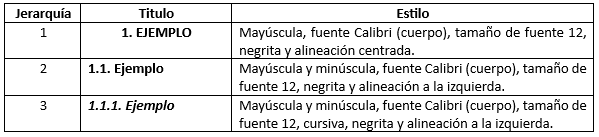 Jerarquía Titulo Estilo
1 1. EJEMPLO Mayúscula, fuente Calibri (cuerpo), tamaño de fuente 12,
negrita y alineación centrada.
2 1.1. Ejemplo Mayúscula y minúscula, fuente Calibri (cuerpo), tamaño de
fuente 12, negrita y alineación a la izquierda.
3 1.1.1. Ejemplo Mayúscula y minúscula, fuente Calibri (cuerpo), tamaño de
fuente 12, cursiva, negrita y alineación a la izquierda.